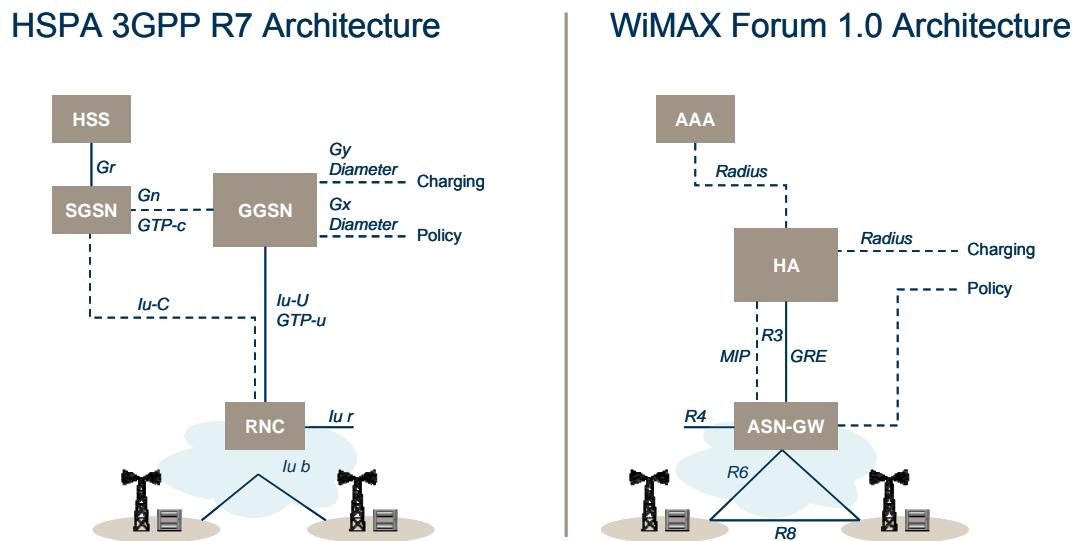 HSPA 3GPP R7 Architecture
HSS
Gr
SGSN
Gn
GTP-c
GGSN
Gy
Diameter
Charging
Gx
Diameter
Policy
Iu-C
Iu-U
GTP-u
RNC
Iu r
Iu b
WiMAX Forum 1.0 Architecture
AAA
Radius
HA
Radius
Charging
Policy
R3
MIP
GRE
R4
ASN-GW
R6
R8